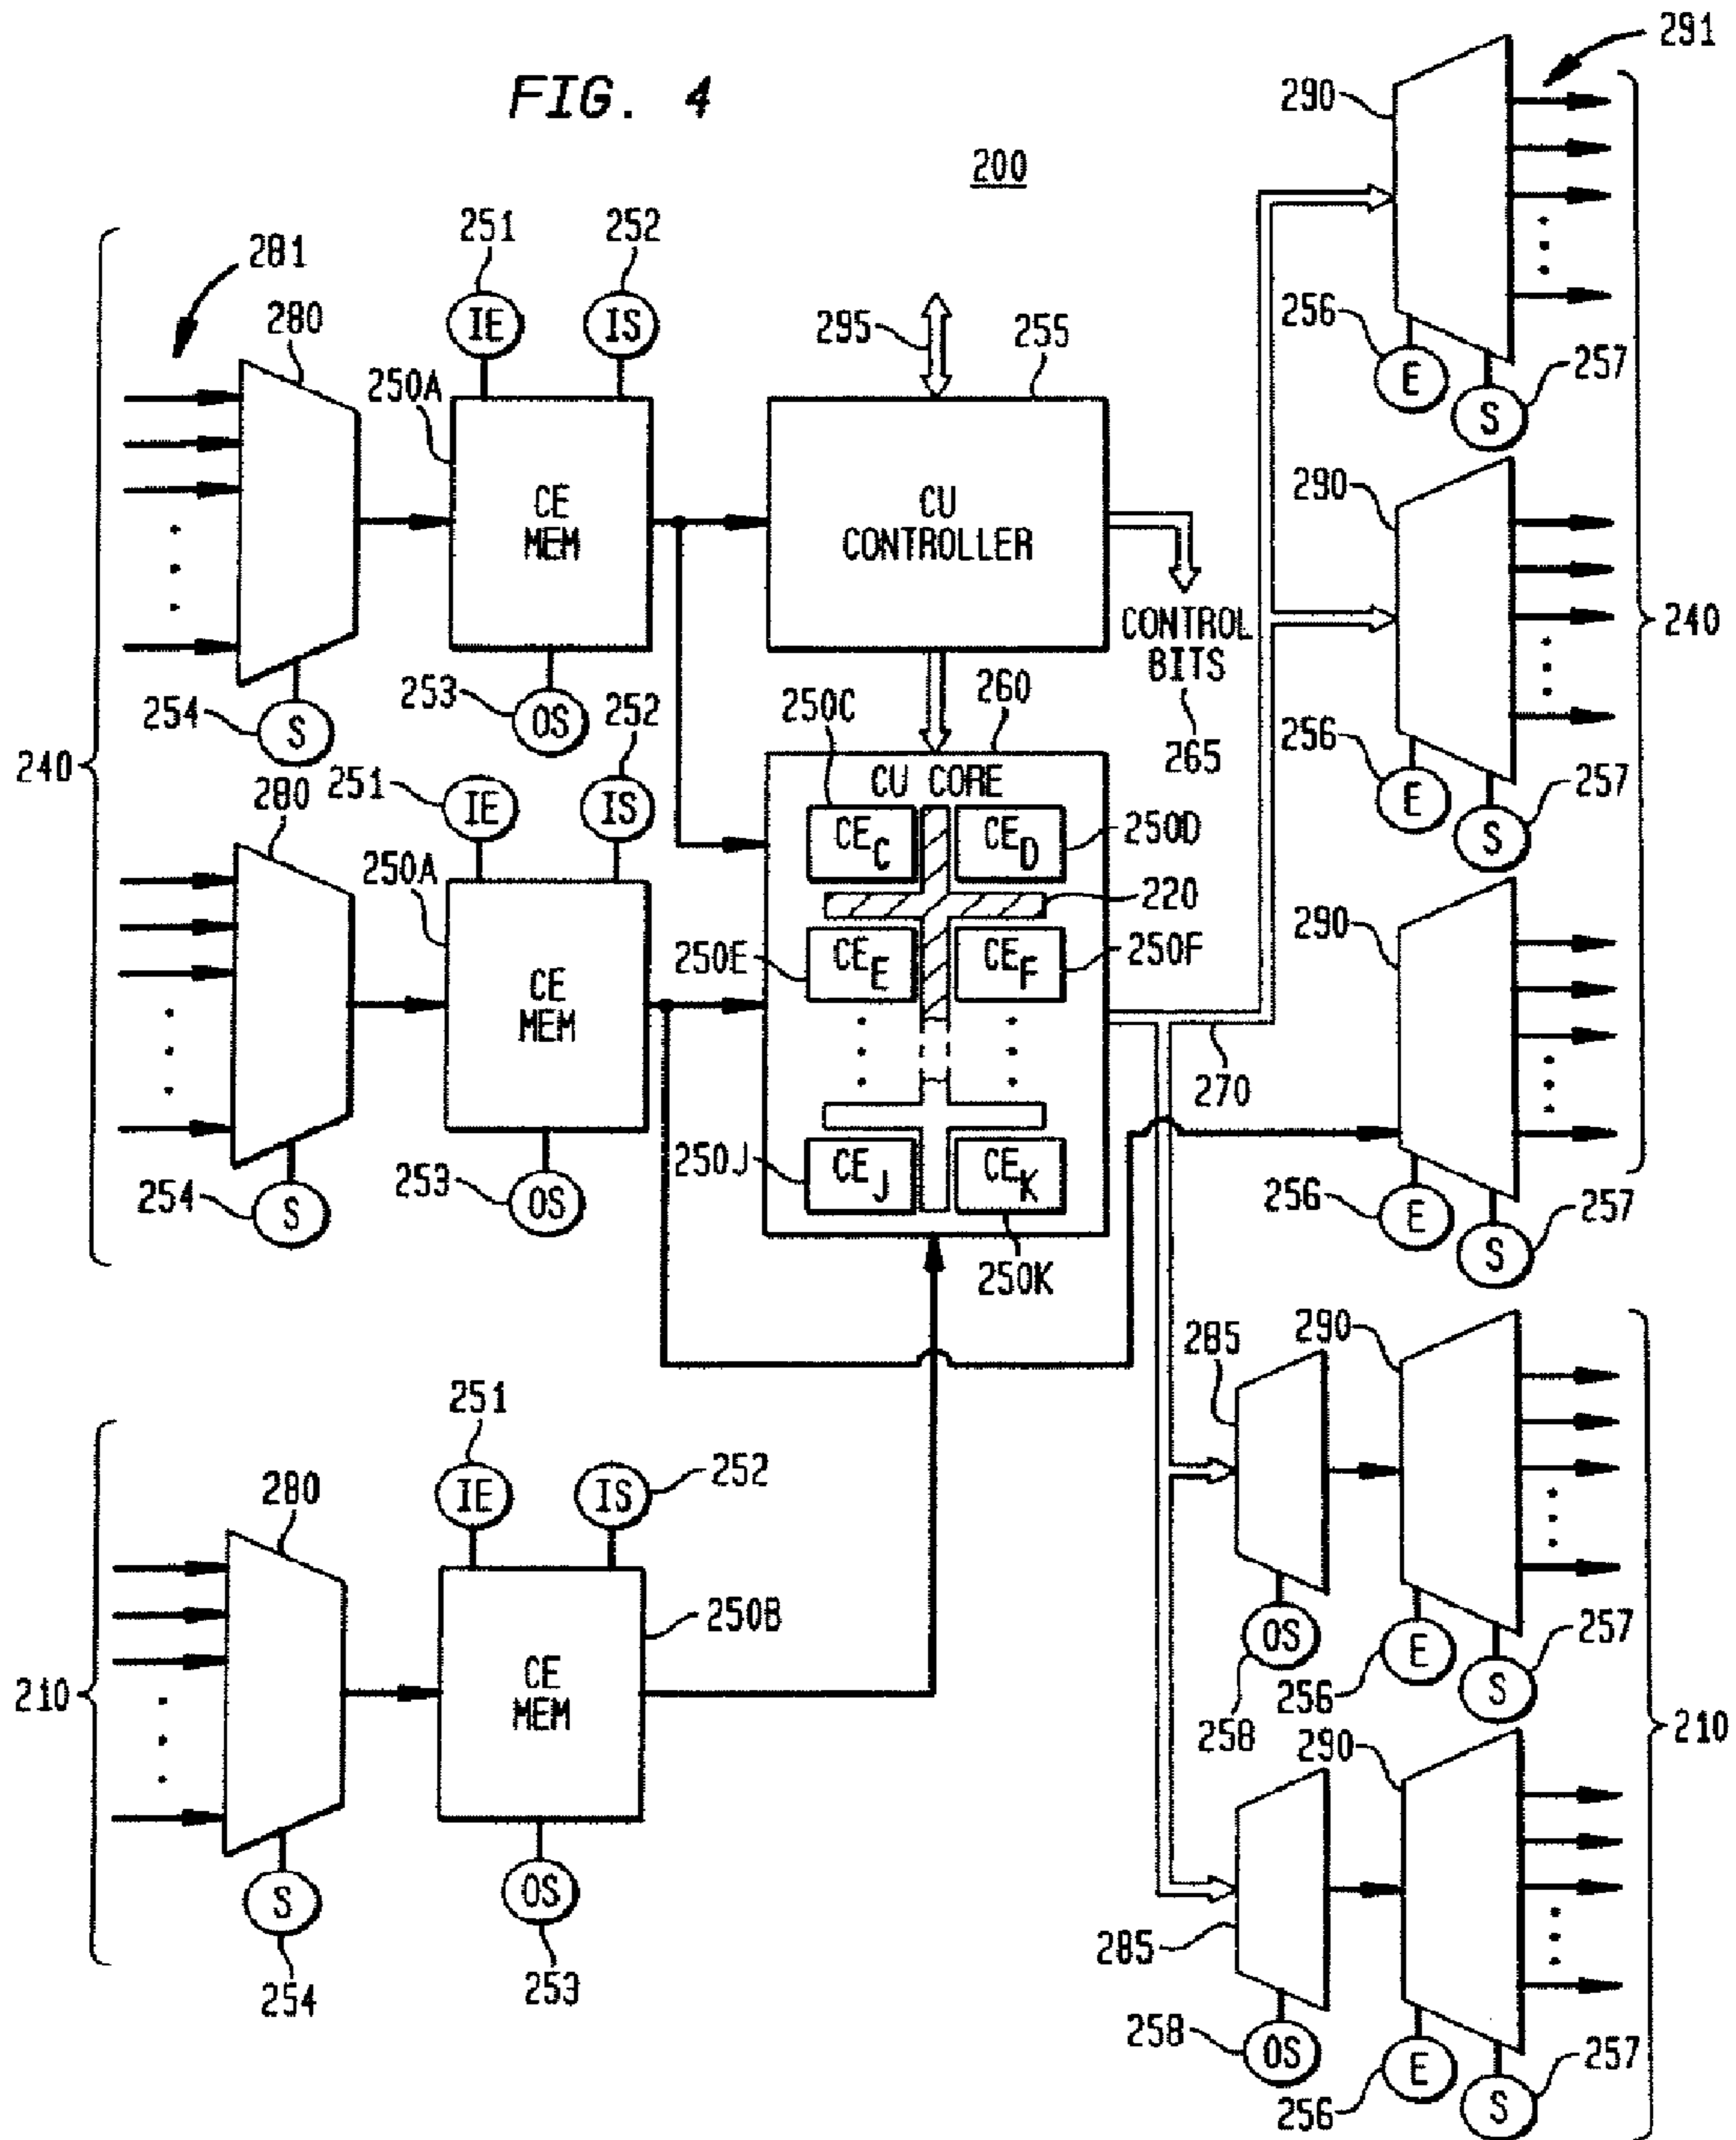 FIG. 4
200
291
290
240
256
E
257
S
281
280
251
IE
252
IS
295
255
250A
CE
MEM
CU
CONTROLLER
CONTROL
BITS
265
254
S
253
OS
240
290
256
E
257
S
280
250A
251
IE
252
IS
CE
MEM
254
S
253
OS
250C
260
CU CORE
CE C
CE D
250D
220
250E
CE E
CE F
250F
250J
CE J
CE K
250K
270
290
256
E
257
S
210
280
251
IE
252
IS
250B
CE
MEM
254
S
253
OS
285
290
258
OS
256
E
257
S
210
285
290
258
OS
256
E
257
S